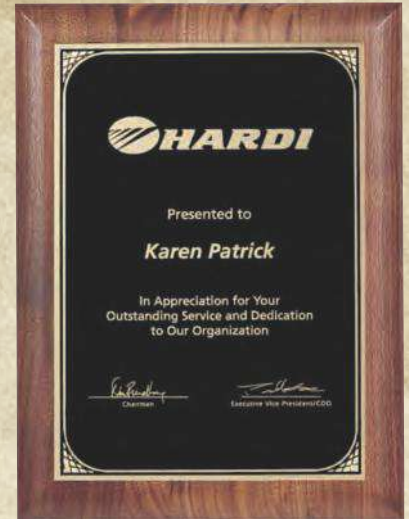 HARDI
Presented to
Karen Patrick
In Appreciation for Your
Outstanding Service and Dedication
to Our Organization
Chairman
Executive Vice President/COO